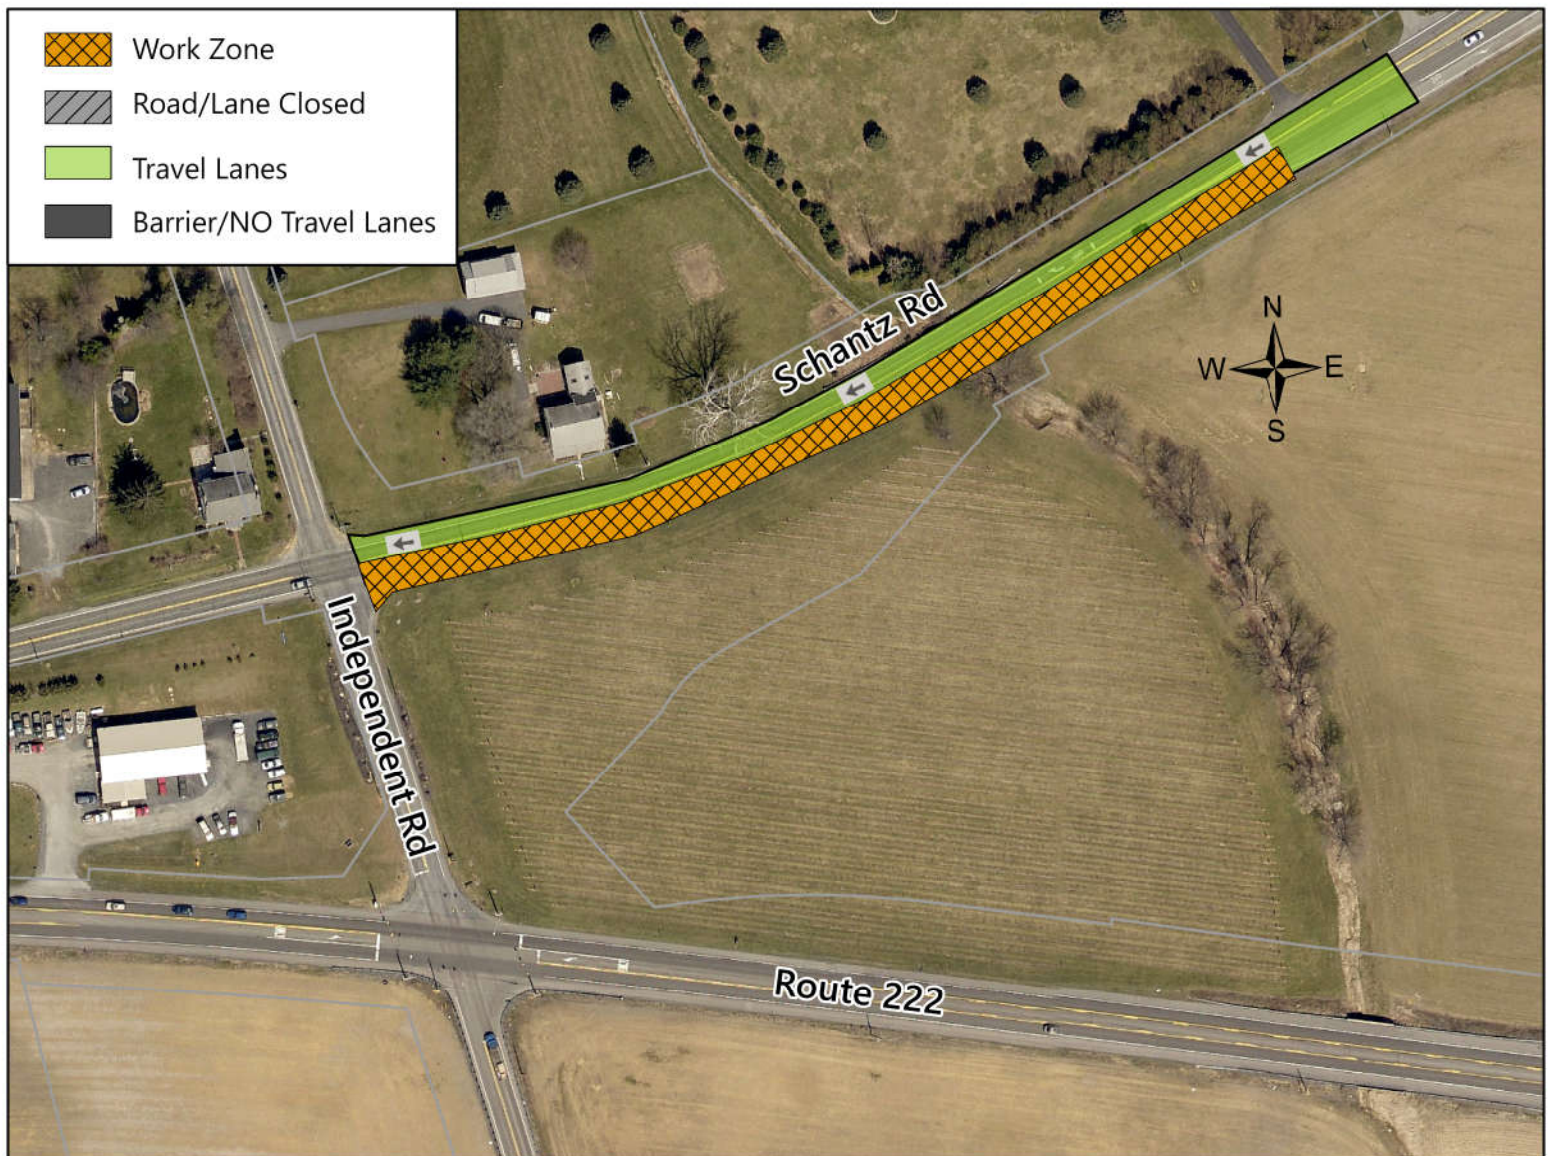 Work Zone
Road/Lane Closed
Travel Lanes
Barrier/NO Travel Lanes
N
W
E
S
Schantz Rd
Independent Rd
Route 222